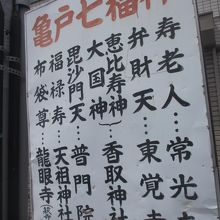 亀戸七福神
寿老人…常光寺
弁財天…東覚寺
恵比寿神
大国神
香取神社
毘沙門天…普門院
福禄寿…天祖神社
布袋尊…龍眼寺